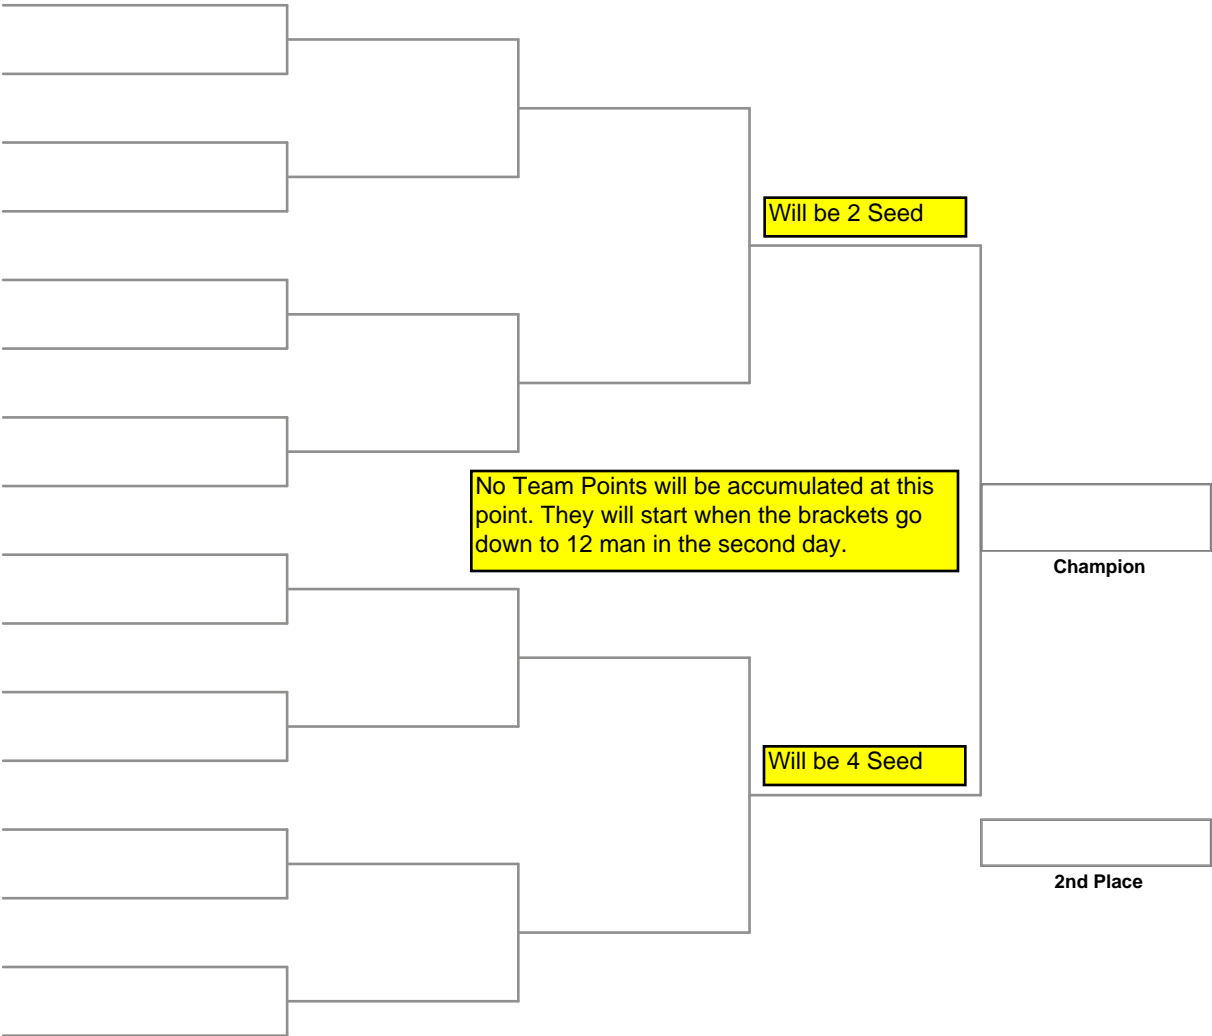 Will be 2 Seed
No Team Points will be accumulated at this
point. They will start when the brackets go
down to 12 man in the second day.
Champion
Will be 4 Seed
2nd Place